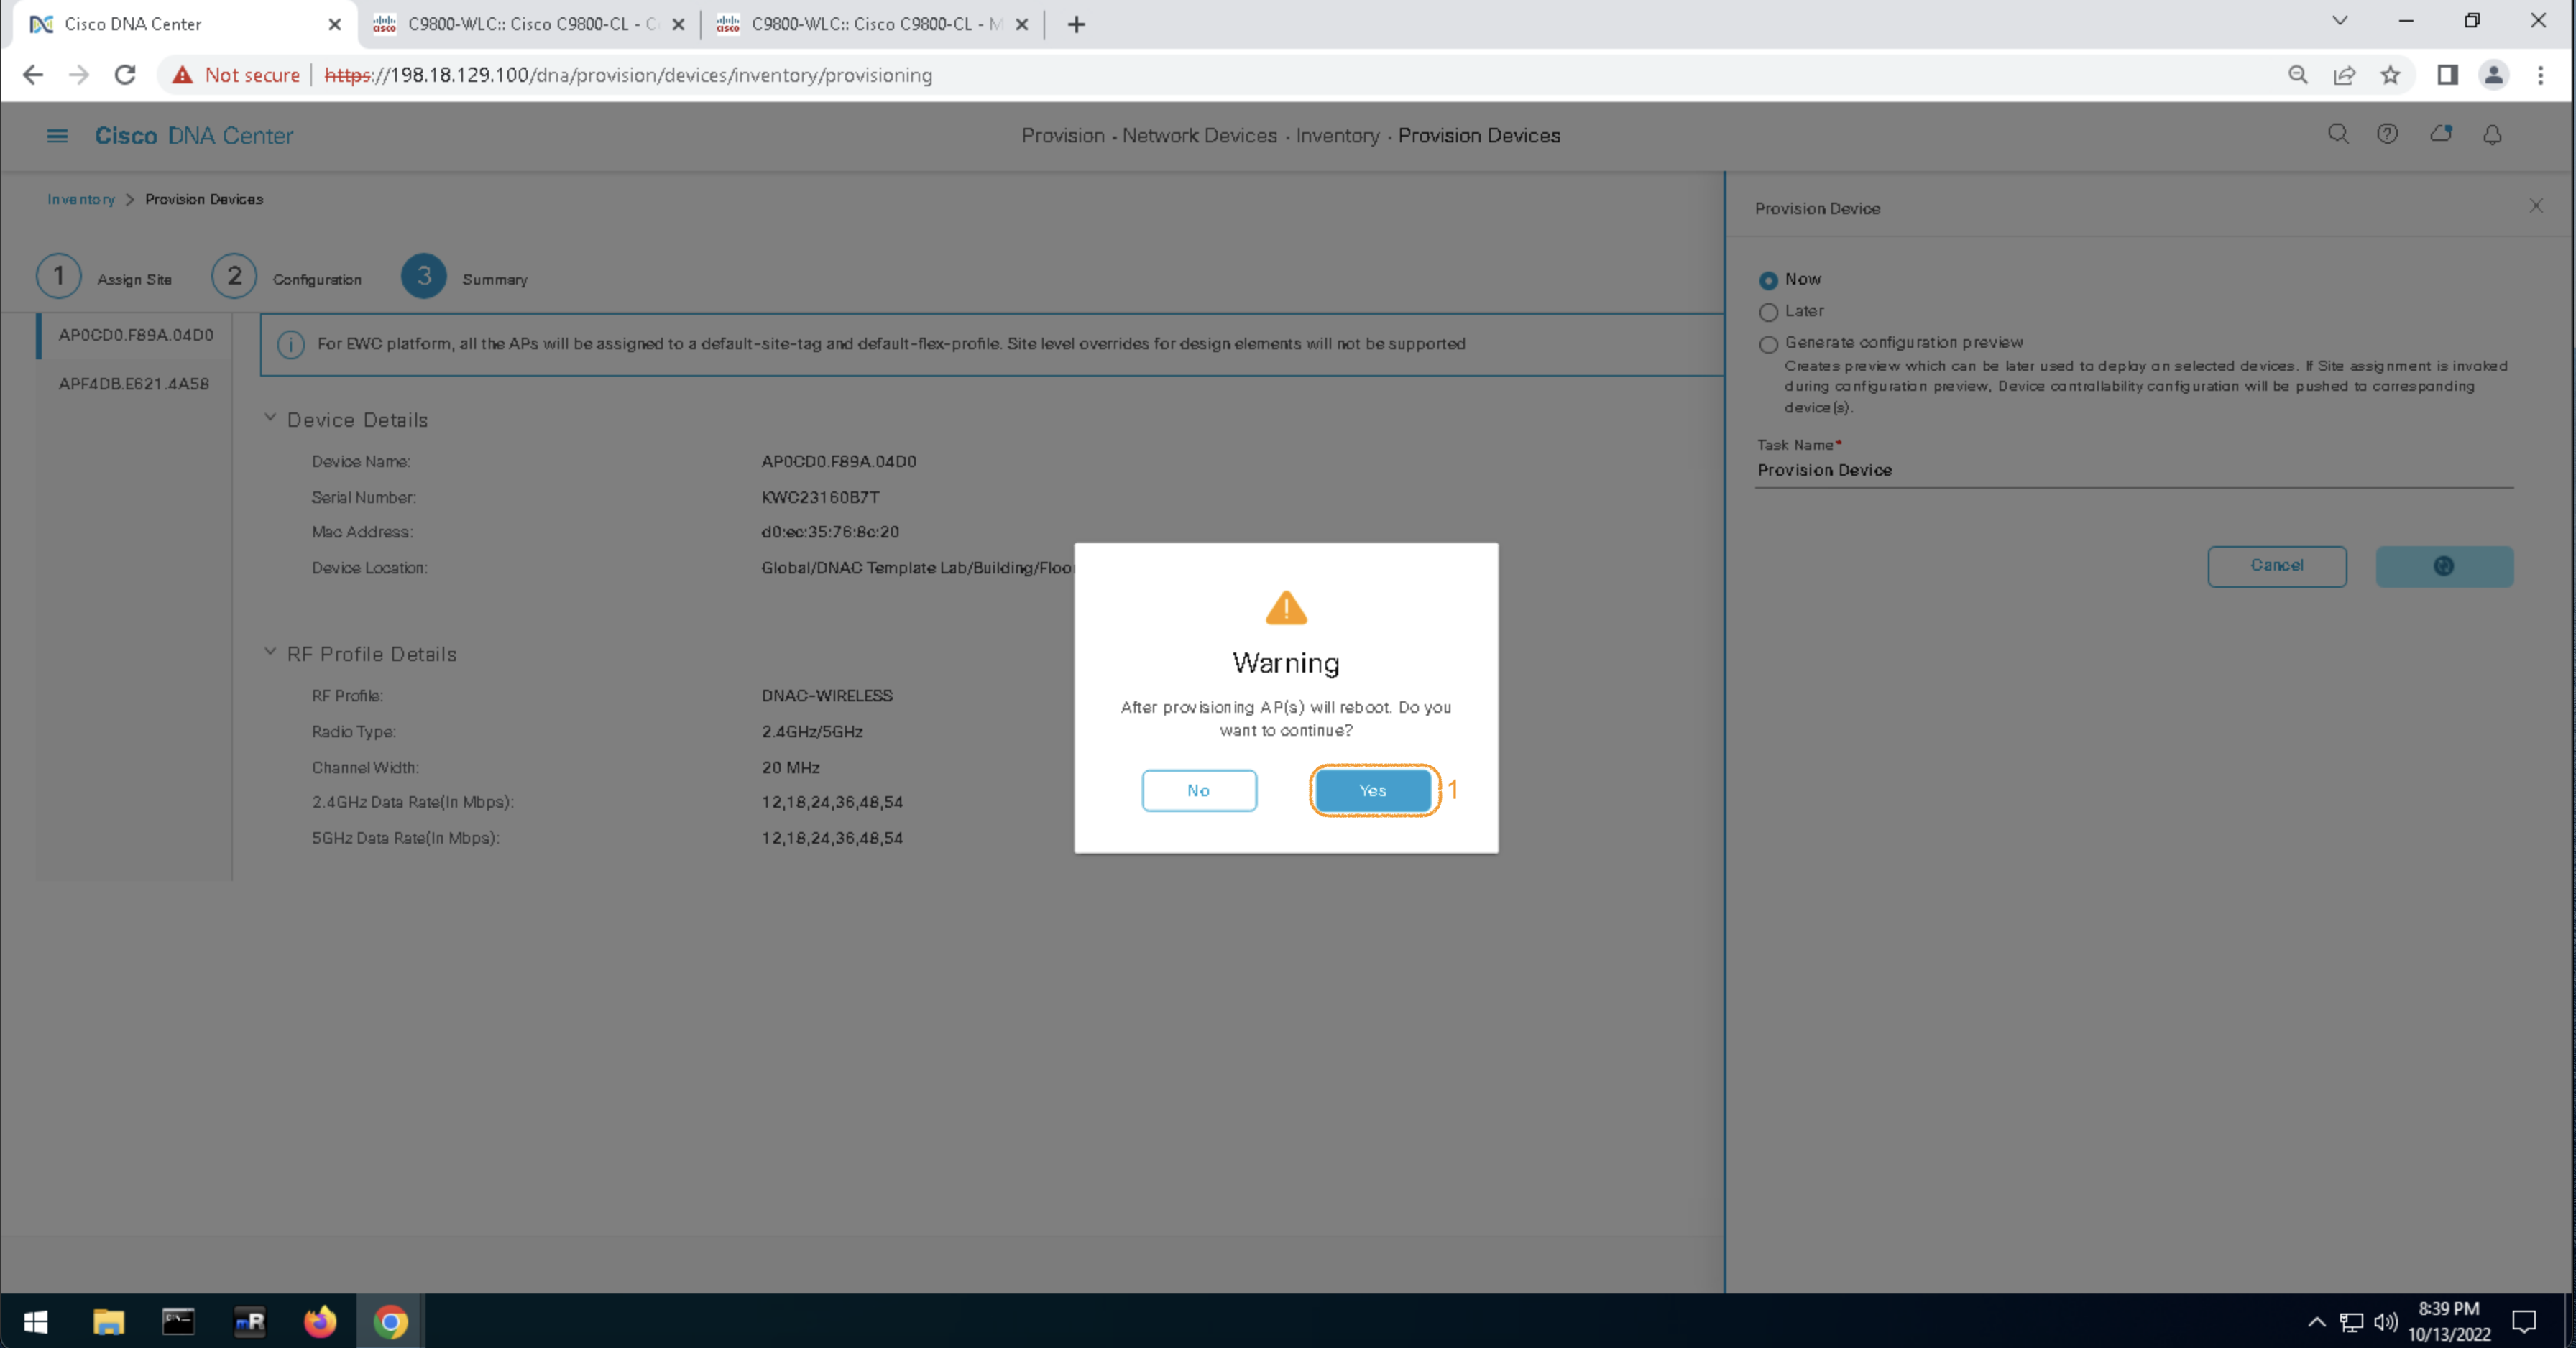 Cisco DNA Center
C9800-WLC:: Cisco C9800-CL - C
C9800-WLC:: Cisco C9800-CL - M
Not secure
https://198.18.129.100/dna/provision/devices/inventory/provisioning
Cisco DNA Center
Provision · Network Devices · Inventory · Provision Devices
Inventory > Provision Devices
1 Assign Site
2 Configuration
3 Summary
AP0CD0.F89A.04D0
APF4DB.E621.4A58
For EWC platform, all the APs will be assigned to a default-site-tag and default-flex-profile. Site level overrides for design elements will not be supported
Device Details
Device Name: AP0CD0.F89A.04D0
Serial Number: KWC23160B7T
Mac Address: d0:ec:35:76:8c:20
Device Location: Global/DNAC Template Lab/Building/Floo
RF Profile Details
RF Profile: DNAC-WIRELESS
Radio Type: 2.4GHz/5GHz
Channel Width: 20 MHz
2.4GHz Data Rate(In Mbps): 12,18,24,36,48,54
5GHz Data Rate(In Mbps): 12,18,24,36,48,54
Warning
After provisioning AP(s) will reboot. Do you
want to continue?
No
Yes
1
Provision Device
Now
Later
Generate configuration preview
Creates preview which can be later used to deploy on selected devices. If Site assignment is invoked
during configuration preview, Device controllability configuration will be pushed to corresponding
device(s).
Task Name*
Provision Device
Cancel
mR
8:39 PM
10/13/2022